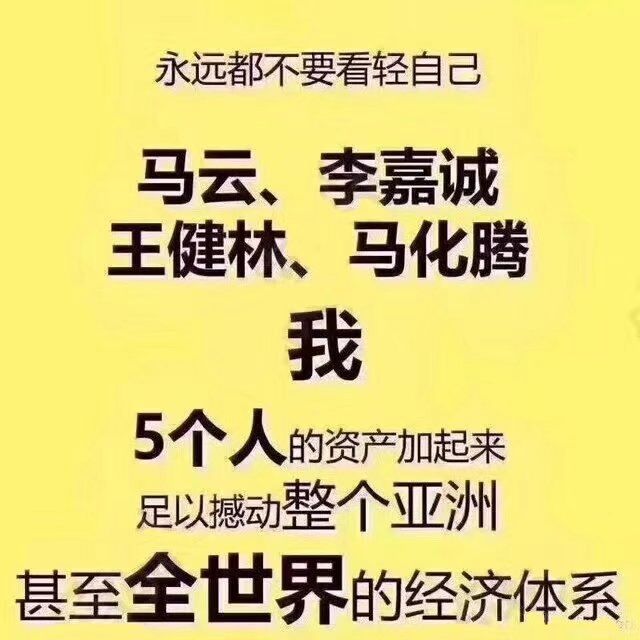 永远都不要看轻自己
马云、李嘉诚
王健林、马化腾
我
5个人的资产加起来
足以撼动整个亚洲
甚至全世界的经济体系